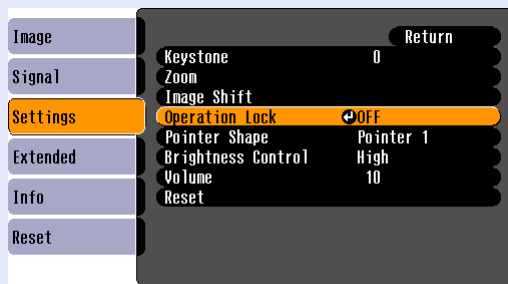 Image
Signal
Settings
Extended
Info
Reset
Return
Keystone 0
Zoom
Image Shift
Operation Lock OFF
Pointer Shape Pointer 1
Brightness Control High
Volume 10
Reset